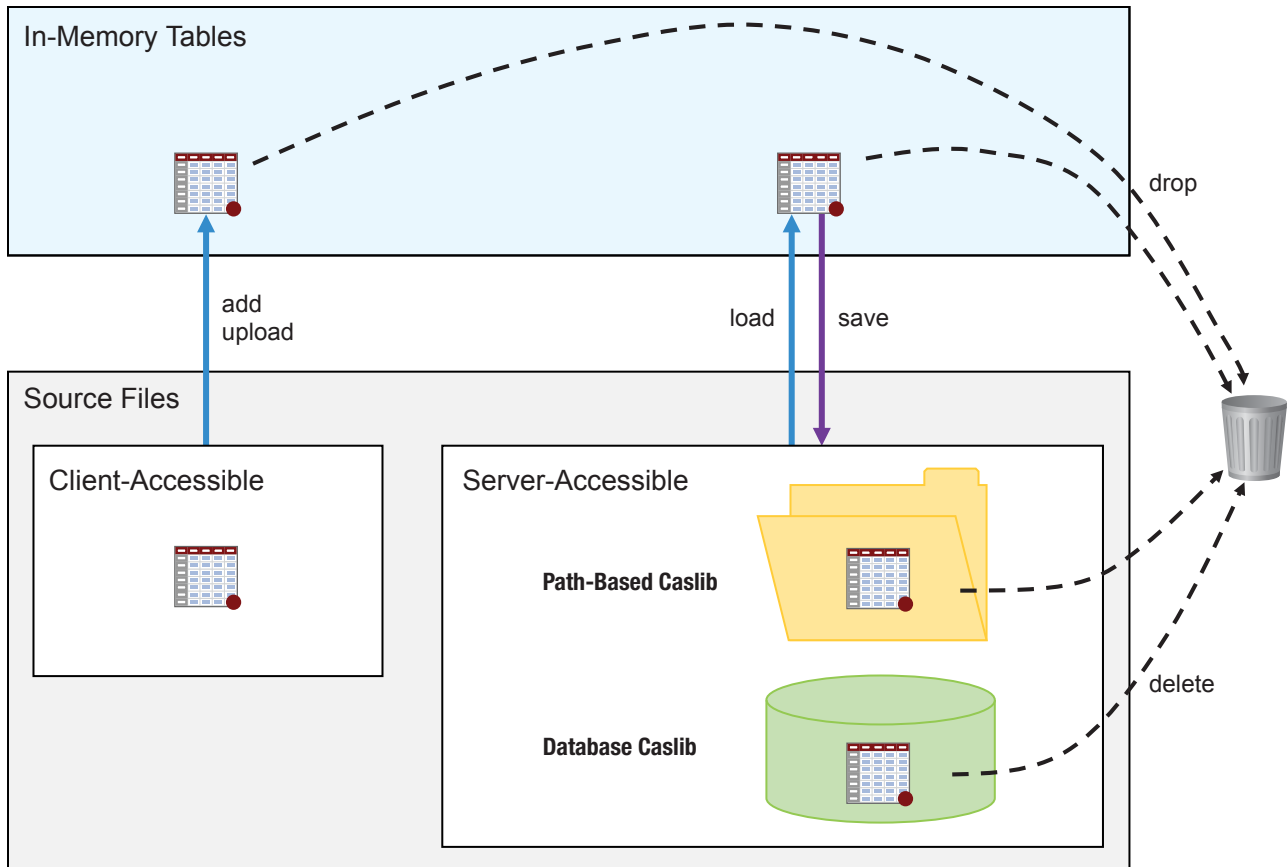 In-Memory Tables
drop
add
upload
load
save
Source Files
Client-Accessible
Server-Accessible
Path-Based Caslib
delete
Database Caslib